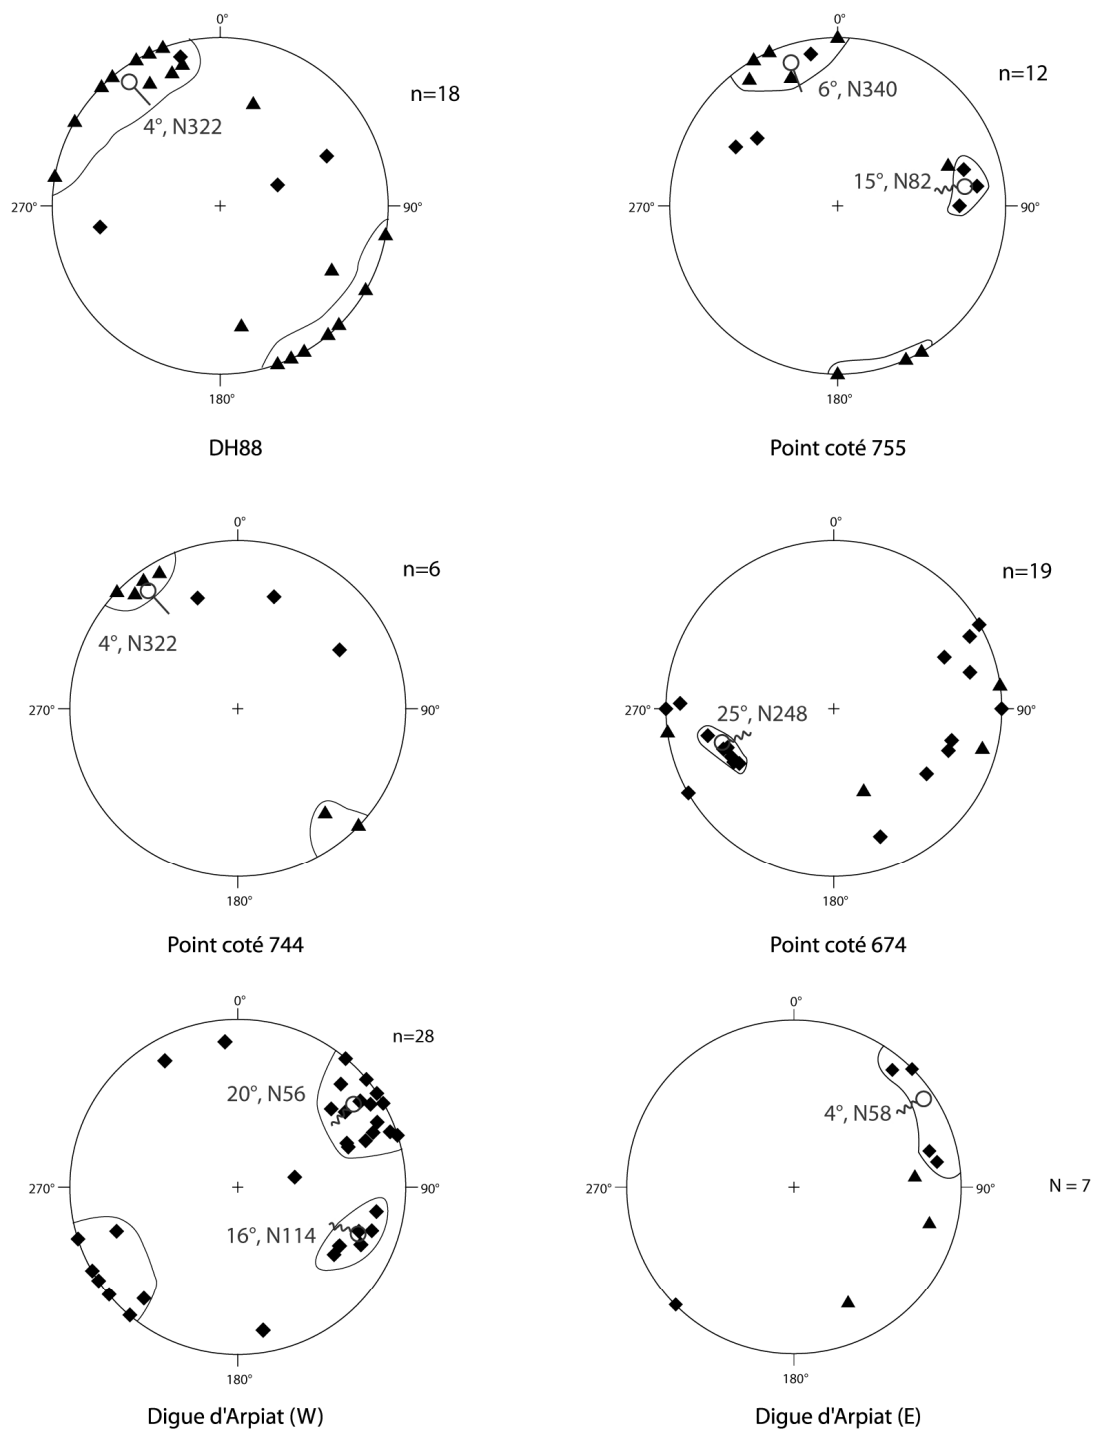 0°
0°
n=18
n=12
4°, N322
6°, N340
15°, N82
270°
90°
270°
90°
180°
180°
DH88
Point coté 755
0°
0°
n=6
n=19
4°, N322
25°, N248
270°
90°
270°
90°
180°
180°
Point coté 744
Point coté 674
0°
0°
n=28
20°, N56
4°, N58
16°, N114
270°
90°
270°
90°
N = 7
180°
180°
Digue d'Arpiat (W)
Digue d'Arpiat (E)